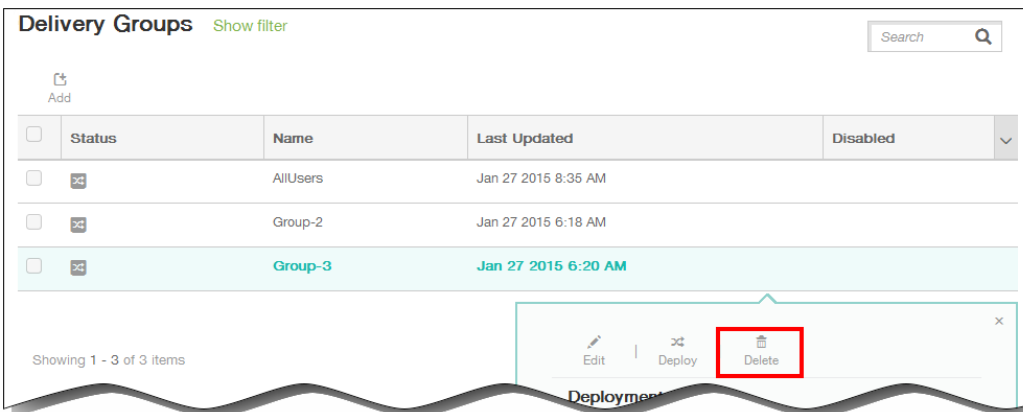 Delivery Groups Show filter
Search
Add
Status Name Last Updated Disabled
AllUsers Jan 27 2015 8:35 AM
Group-2 Jan 27 2015 6:18 AM
Group-3 Jan 27 2015 6:20 AM
Showing 1 - 3 of 3 items
Edit | Deploy Delete
Deployment